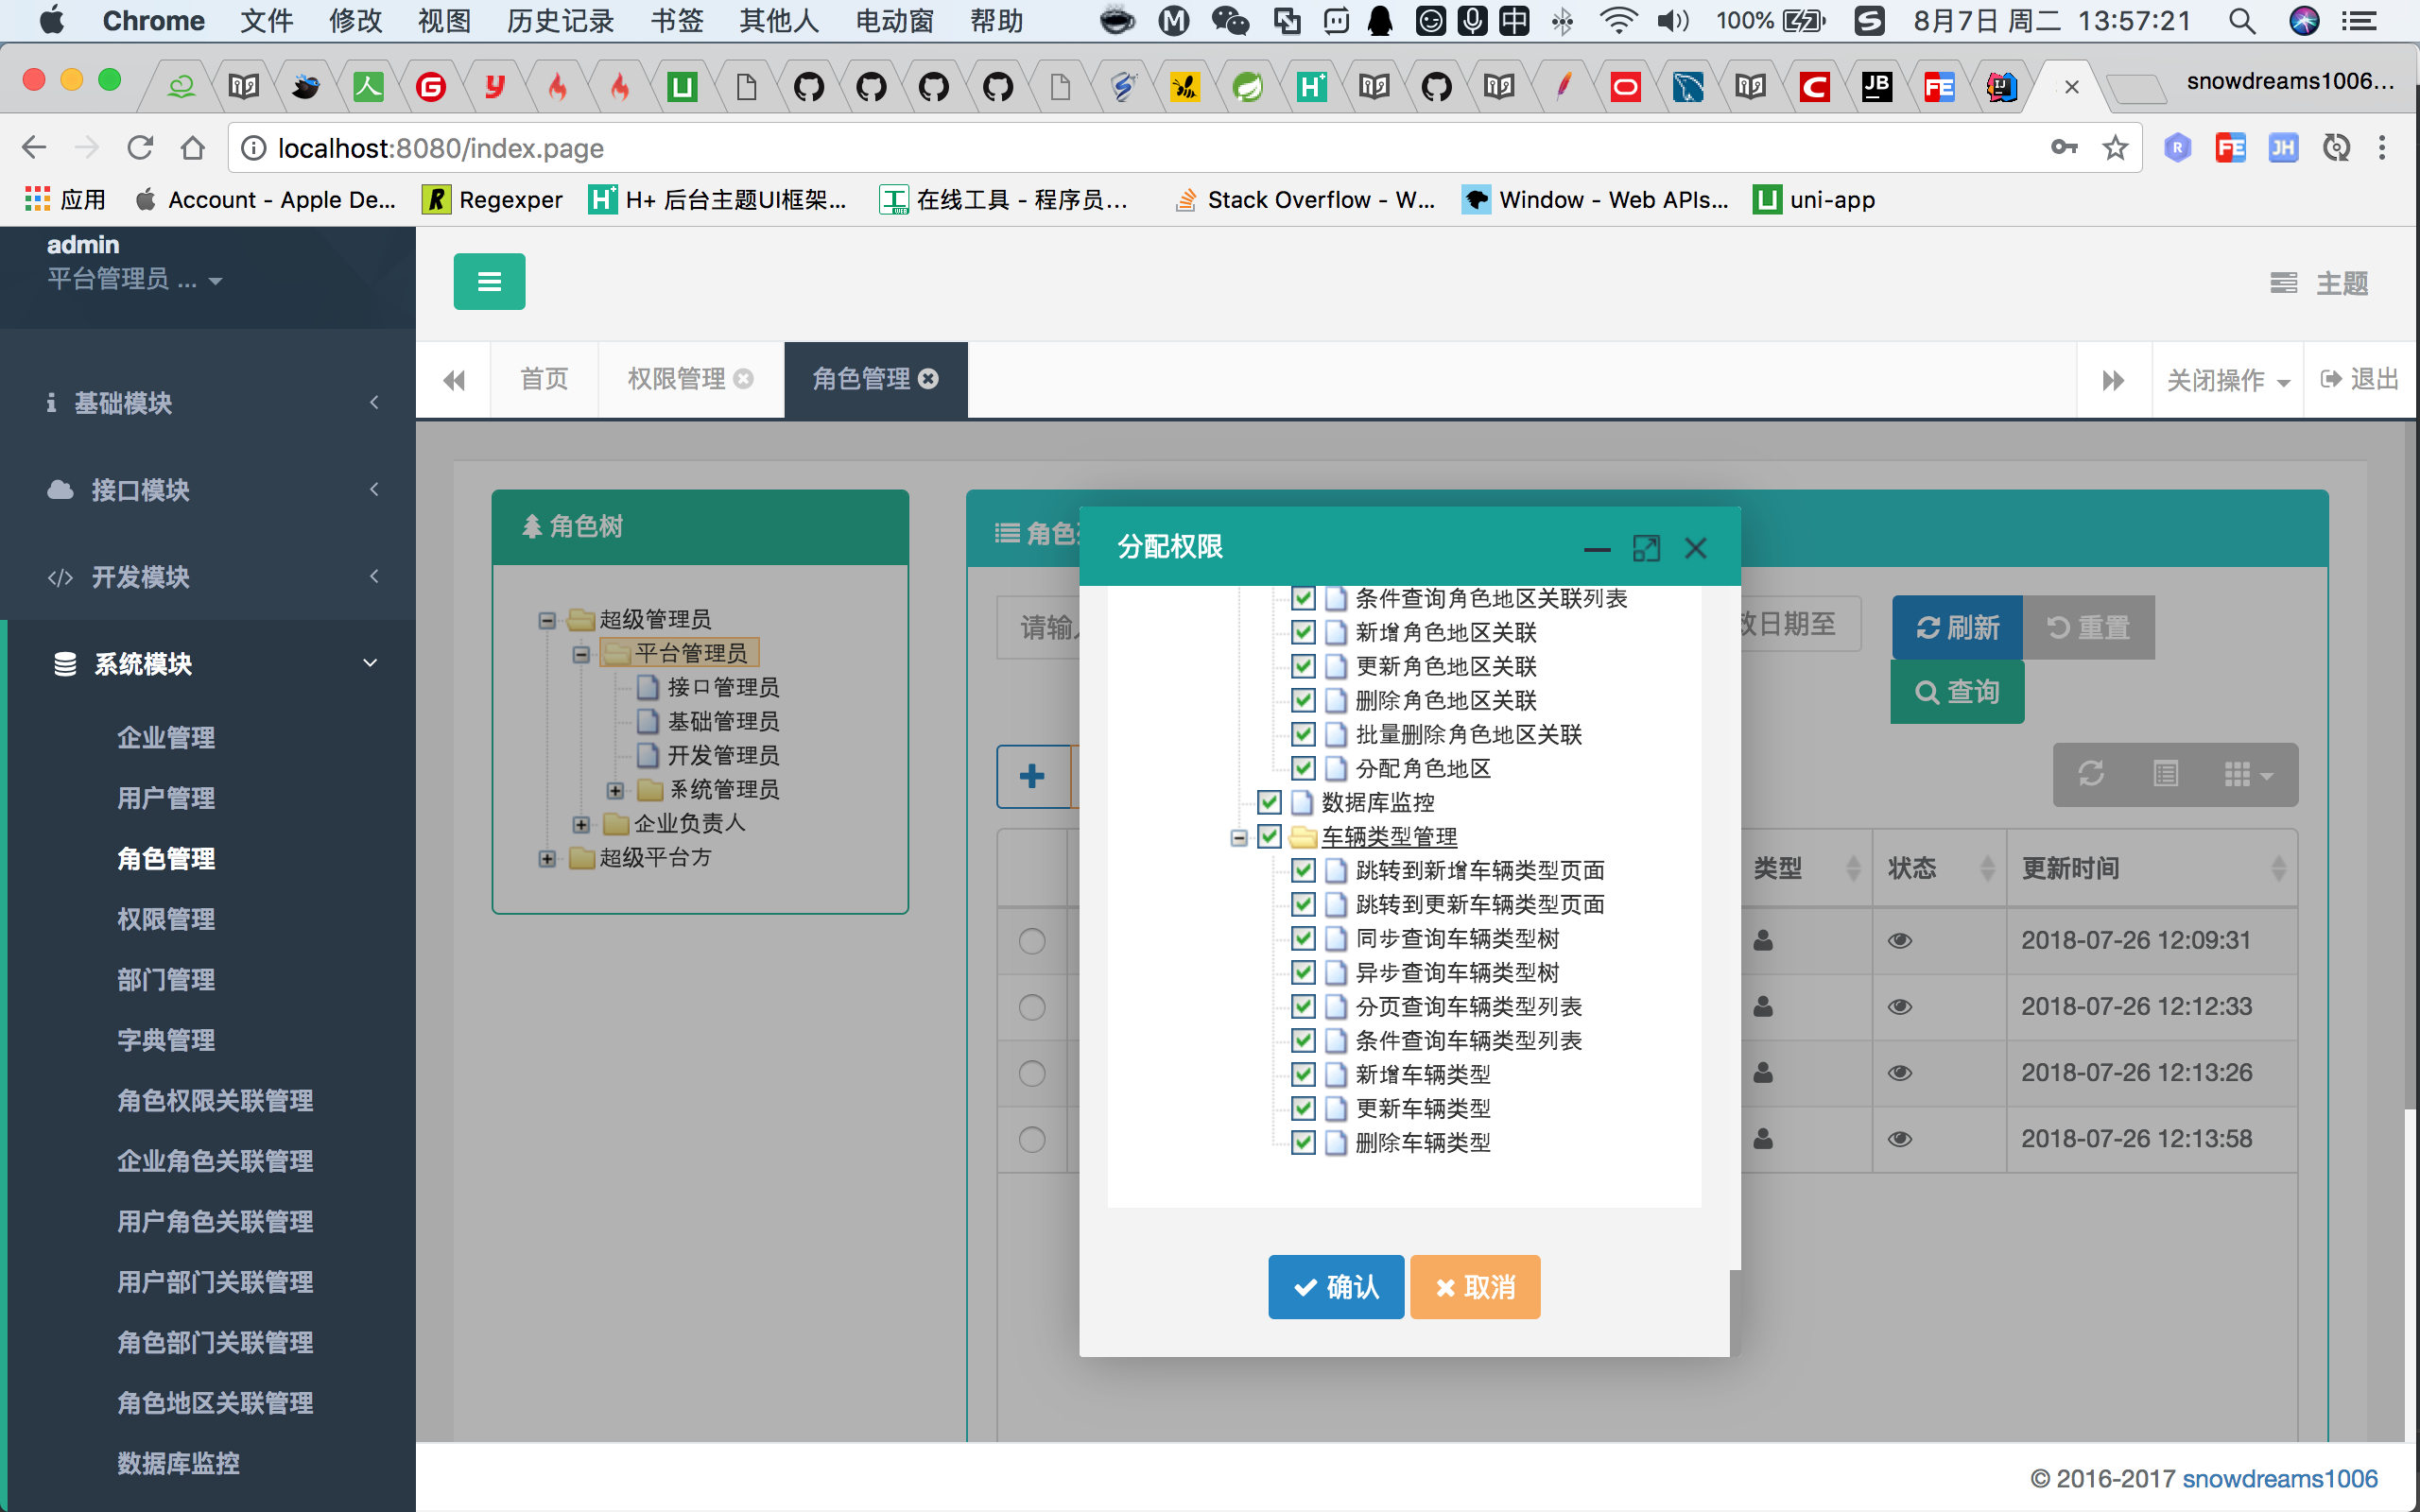 Chrome 文件 修改 视图 历史记录 书签 其他人 电动窗 帮助 100% 8月7日 周二 13:57:21
snowdreams1006...
localhost:8080/index.page
应用 Account - Apple De... Regexper H+ 后台主题UI框架... 在线工具 - 程序员... Stack Overflow - W... Window - Web APIs... uni-app
admin
平台管理员 ...
主题
首页 权限管理 角色管理 关闭操作 退出
基础模块
接口模块
开发模块
系统模块
企业管理
用户管理
角色管理
权限管理
部门管理
字典管理
角色权限关联管理
企业角色关联管理
用户角色关联管理
用户部门关联管理
角色部门关联管理
角色地区关联管理
数据库监控
角色树
超级管理员
平台管理员
接口管理员
基础管理员
开发管理员
系统管理员
企业负责人
超级平台方
角色
请输
日期至
刷新 重置
查询
类型 状态 更新时间
2018-07-26 12:09:31
2018-07-26 12:12:33
2018-07-26 12:13:26
2018-07-26 12:13:58
分配权限
条件查询角色地区关联列表
新增角色地区关联
更新角色地区关联
删除角色地区关联
批量删除角色地区关联
分配角色地区
数据库监控
车辆类型管理
跳转到新增车辆类型页面
跳转到更新车辆类型页面
同步查询车辆类型树
异步查询车辆类型树
分页查询车辆类型列表
条件查询车辆类型列表
新增车辆类型
更新车辆类型
删除车辆类型
确认 取消
© 2016-2017 snowdreams1006